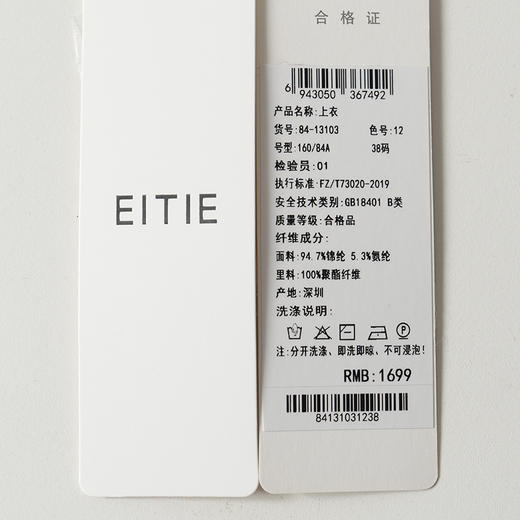 EITIE
合格证
6 943050 367492
产品名称:上衣
货号:84-13103 色号:12
号型:160/84A 38码
检验员:01
执行标准:FZ/T73020-2019
安全技术类别:GB18401 B类
质量等级:合格品
纤维成分:
面料:94.7%锦纶 5.3%氨纶
里料:100%聚酯纤维
产地:深圳
洗涤说明:
P
注:分开洗涤、即洗即晾、不可浸泡!
RMB:1699
84131031238